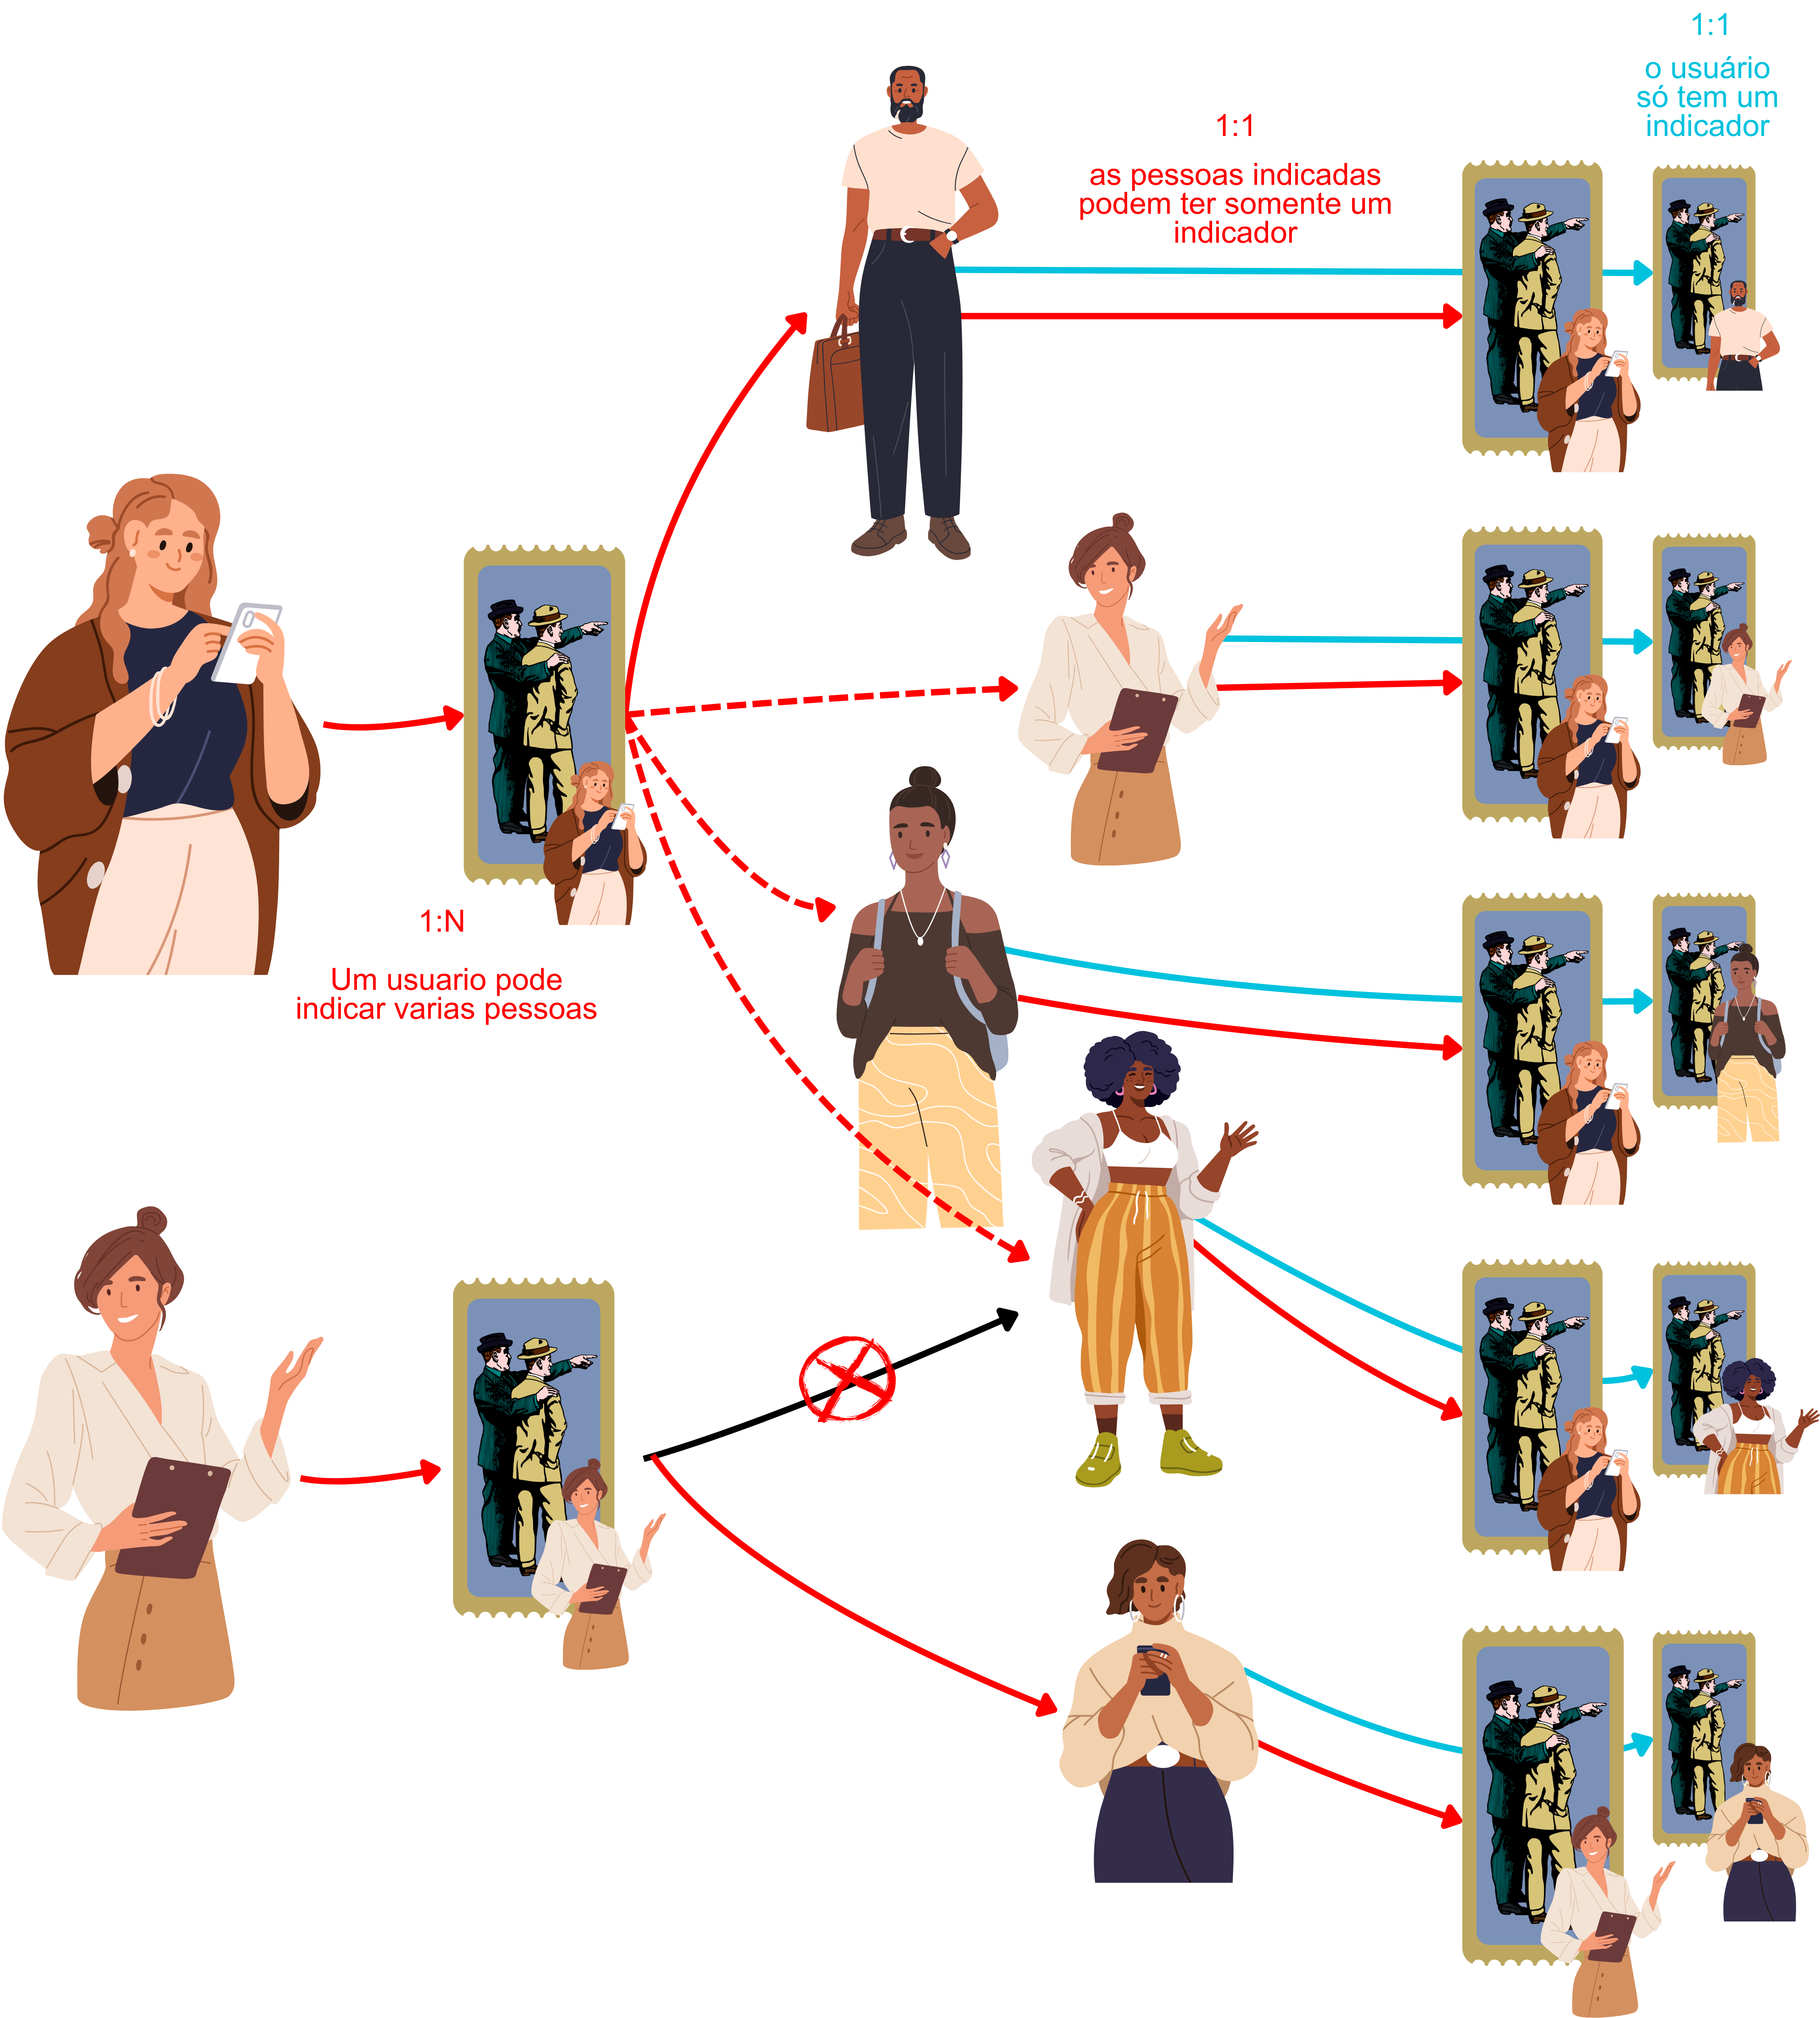 1:1
o usuário
só tem um
indicador
1:1
as pessoas indicadas
podem ter somente um
indicador
1:N
Um usuario pode
indicar varias pessoas